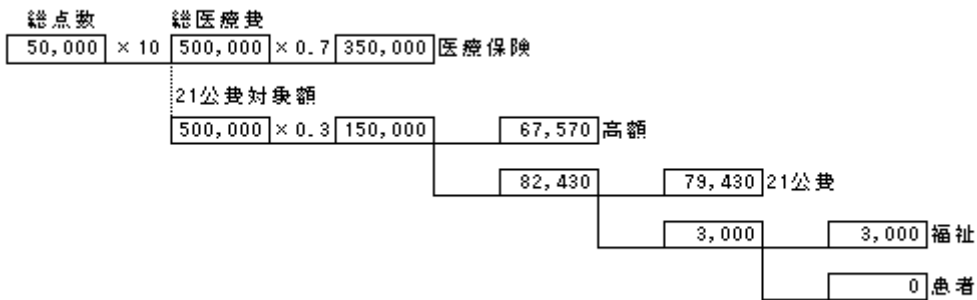 総点数 総医療費
50,000 × 10 500,000 × 0.7 350,000 医療保険
21公費対象額
500,000 × 0.3 150,000 67,570 高額
82,430 79,430 21公費
3,000 3,000 福祉
0 患者